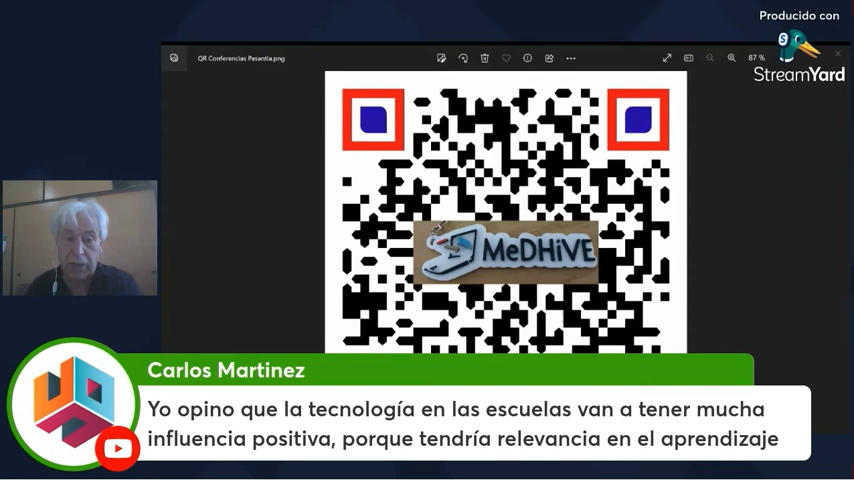 Producido con
StreamYard
QR Conferencias Pasantia.png
87 %
MeDHiVE
Carlos Martinez
Yo opino que la tecnología en las escuelas van a tener mucha
influencia positiva, porque tendría relevancia en el aprendizaje